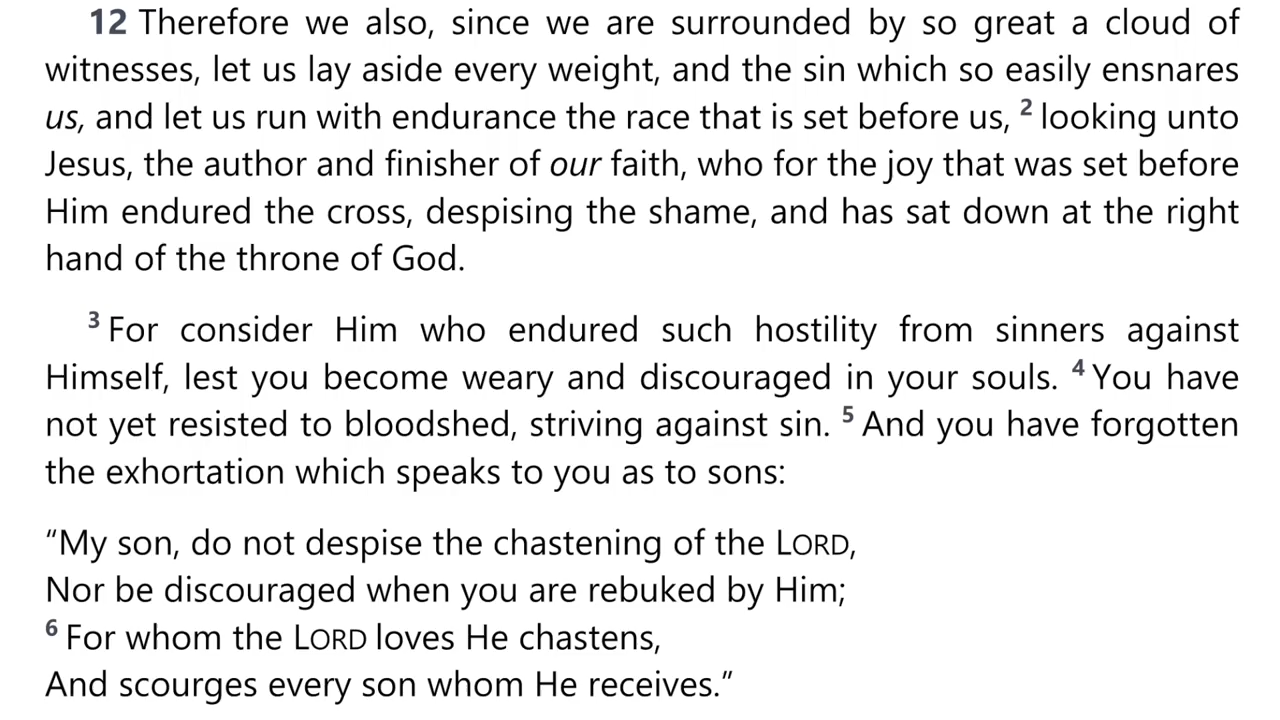 12 Therefore we also, since we are surrounded by so great a cloud of
witnesses, let us lay aside every weight, and the sin which so easily ensnares
us, and let us run with endurance the race that is set before us, 2 looking unto
Jesus, the author and finisher of our faith, who for the joy that was set before
Him endured the cross, despising the shame, and has sat down at the right
hand of the throne of God.
3 For consider Him who endured such hostility from sinners against
Himself, lest you become weary and discouraged in your souls. 4 You have
not yet resisted to bloodshed, striving against sin. 5 And you have forgotten
the exhortation which speaks to you as to sons:
“My son, do not despise the chastening of the LORD,
Nor be discouraged when you are rebuked by Him;
6 For whom the LORD loves He chastens,
And scourges every son whom He receives.”